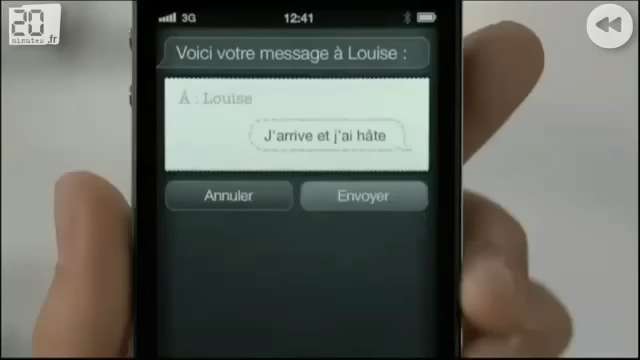 20
minutes.fr
3G
12:41
Voici votre message à Louise :
À : Louise
J'arrive et j'ai hâte
Annuler
Envoyer